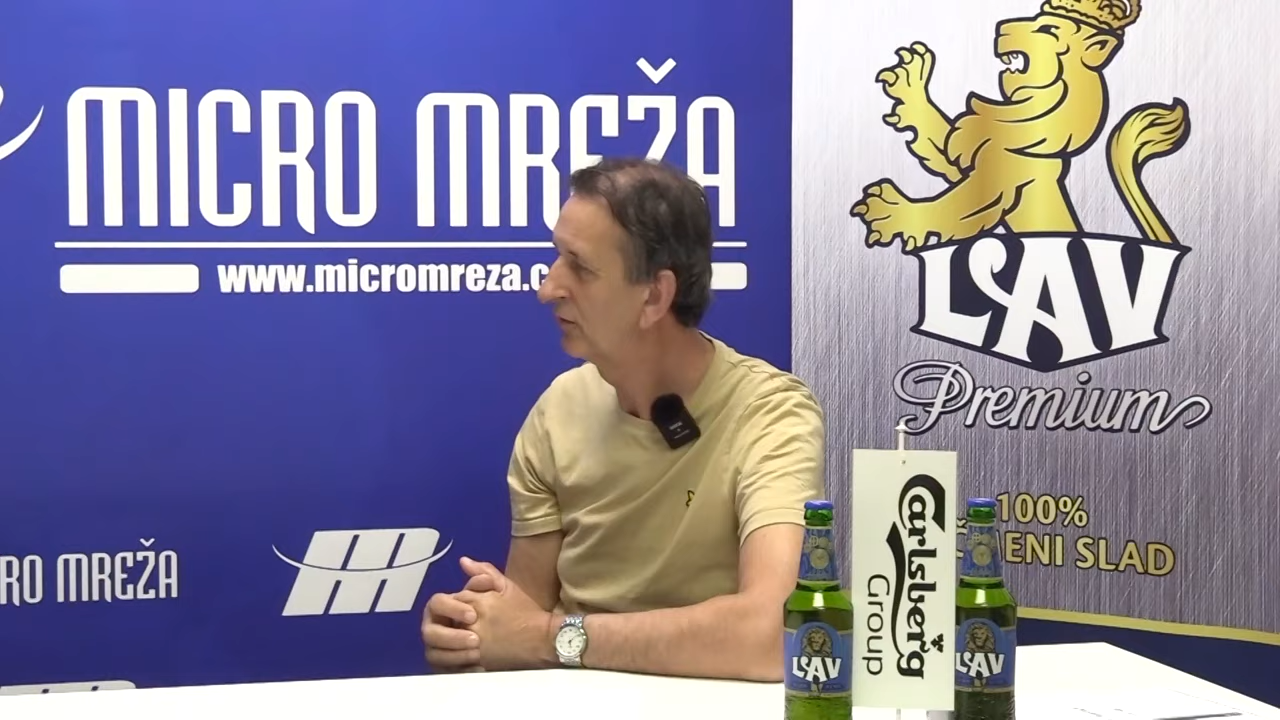 MICRO MREŽA
www.micromreza.c
RO MREŽA
LAV
Premium
100%
ENI SLAD
Carlsberg
Group
LAV
LAV